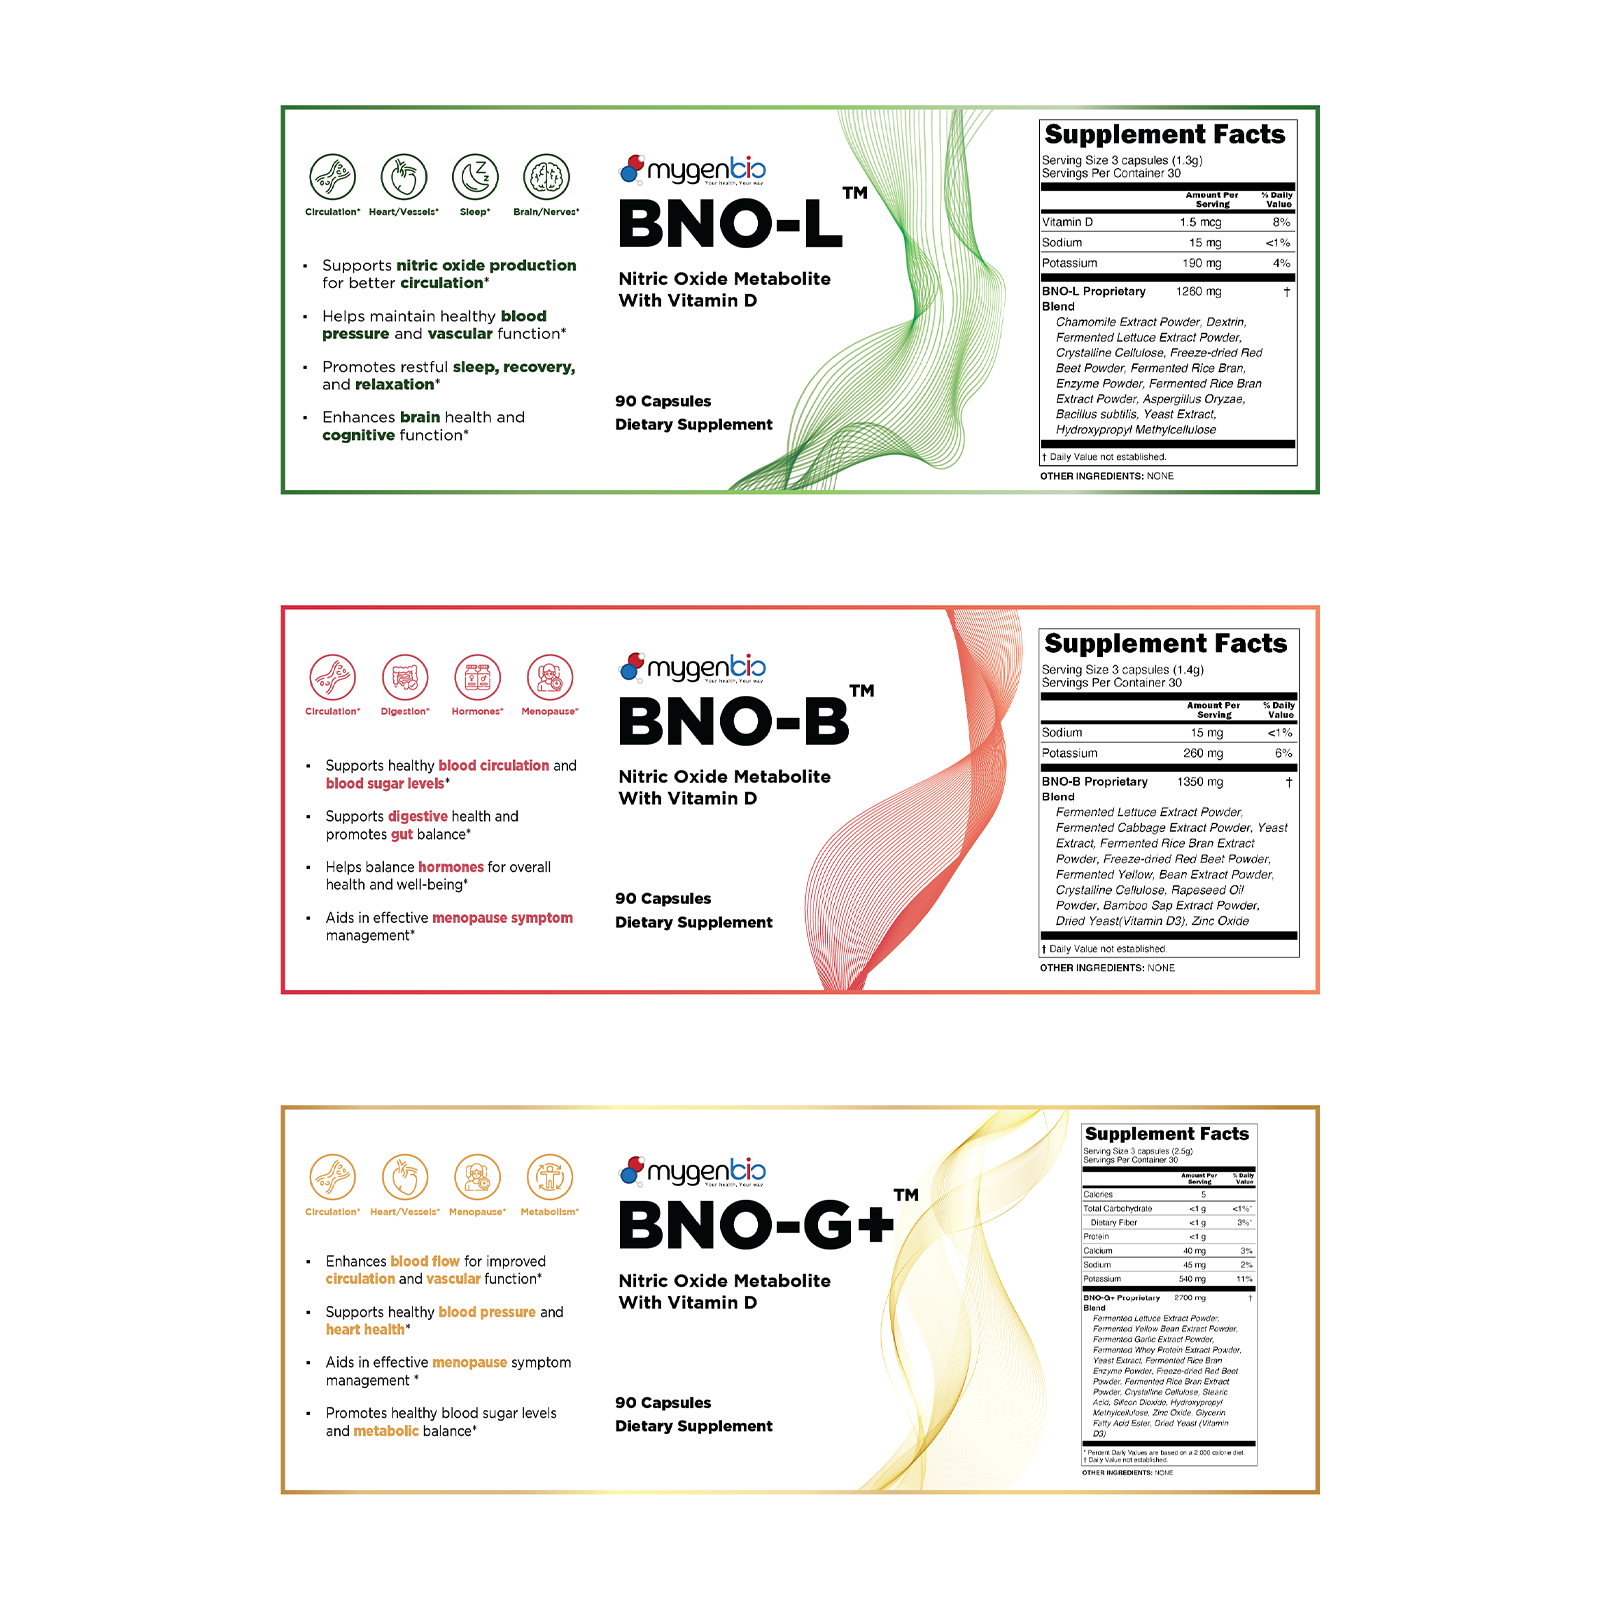 Circulation* Heart/Vessels* Sleep* Brain/Nerves*
▪ Supports nitric oxide production
for better circulation*
▪ Helps maintain healthy blood
pressure and vascular function*
▪ Promotes restful sleep, recovery,
and relaxation*
▪ Enhances brain health and
cognitive function*
mygenbio
Your health, Your way
BNO-L™
Nitric Oxide Metabolite
With Vitamin D
90 Capsules
Dietary Supplement
Supplement Facts
Serving Size 3 capsules (1.3g)
Servings Per Container 30
Amount Per Serving % Daily Value
Vitamin D 1.5 mcg 8%
Sodium 15 mg <1%
Potassium 190 mg 4%
BNO-L Proprietary 1260 mg †
Blend
Chamomile Extract Powder, Dextrin,
Fermented Lettuce Extract Powder,
Crystalline Cellulose, Freeze-dried Red
Beet Powder, Fermented Rice Bran,
Enzyme Powder, Fermented Rice Bran
Extract Powder, Aspergillus Oryzae,
Bacillus subtilis, Yeast Extract,
Hydroxypropyl Methylcellulose
† Daily Value not established.
OTHER INGREDIENTS: NONE
Circulation* Digestion* Hormones* Menopause*
▪ Supports healthy blood circulation and
blood sugar levels*
▪ Supports digestive health and
promotes gut balance*
▪ Helps balance hormones for overall
health and well-being*
▪ Aids in effective menopause symptom
management*
mygenbio
Your health, Your way
BNO-B™
Nitric Oxide Metabolite
With Vitamin D
90 Capsules
Dietary Supplement
Supplement Facts
Serving Size 3 capsules (1.4g)
Servings Per Container 30
Amount Per Serving % Daily Value
Sodium 15 mg <1%
Potassium 260 mg 6%
BNO-B Proprietary 1350 mg †
Blend
Fermented Lettuce Extract Powder,
Fermented Cabbage Extract Powder, Yeast
Extract, Fermented Rice Bran Extract
Powder, Freeze-dried Red Beet Powder,
Fermented Yellow, Bean Extract Powder,
Crystalline Cellulose, Rapeseed Oil
Powder, Bamboo Sap Extract Powder,
Dried Yeast(Vitamin D3), Zinc Oxide
† Daily Value not established.
OTHER INGREDIENTS: NONE
Circulation* Heart/Vessels* Menopause* Metabolism*
▪ Enhances blood flow for improved
circulation and vascular function*
▪ Supports healthy blood pressure and
heart health*
▪ Aids in effective menopause symptom
management *
▪ Promotes healthy blood sugar levels
and metabolic balance*
mygenbio
Your health, Your way
BNO-G+™
Nitric Oxide Metabolite
With Vitamin D
90 Capsules
Dietary Supplement
Supplement Facts
Serving Size 3 capsules (2.5g)
Servings Per Container 30
Amount Per Serving % Daily Value
Calories 5
Total Carbohydrate <1 g <1%*
Dietary Fiber <1 g 3%*
Protein <1 g
Calcium 40 mg 3%
Sodium 45 mg 2%
Potassium 540 mg 11%
BNO-G+ Proprietary 2700 mg †
Blend
Fermented Lettuce Extract Powder,
Fermented Yellow Bean Extract Powder,
Fermented Garlic Extract Powder,
Fermented Whey Protein Extract Powder,
Yeast Extract, Fermented Rice Bran
Enzyme Powder, Freeze-dried Red Beet
Powder, Fermented Rice Bran Extract
Powder, Crystalline Cellulose, Stearic
Acid, Silicon Dioxide, Hydroxypropyl
Methylcellulose, Zinc Oxide, Glycerin
Fatty Acid Ester, Dried Yeast (Vitamin
D3)
* Percent Daily Values are based on a 2,000 calorie diet.
† Daily Value not established.
OTHER INGREDIENTS: NONE